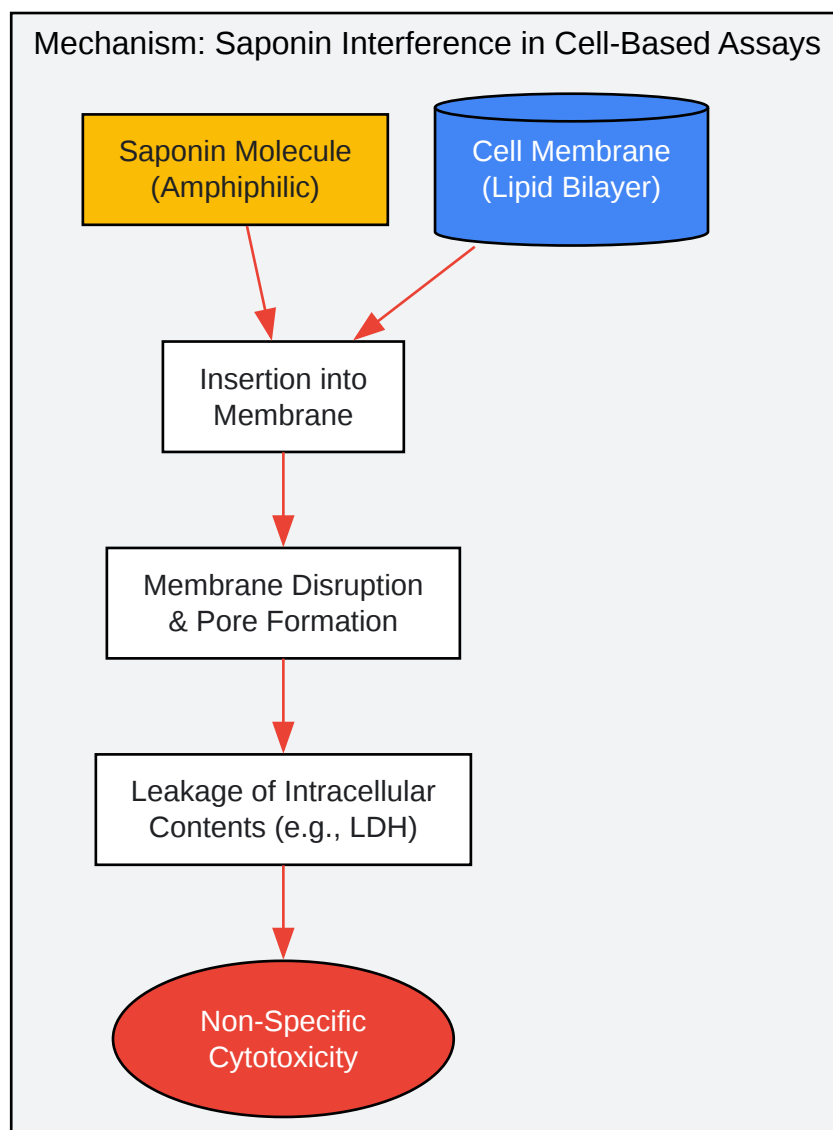 Mechanism: Saponin Interference in Cell-Based Assays
Saponin Molecule
(Amphiphilic)
Cell Membrane
(Lipid Bilayer)
Insertion into
Membrane
Membrane Disruption
& Pore Formation
Leakage of Intracellular
Contents (e.g., LDH)
Non-Specific
Cytotoxicity